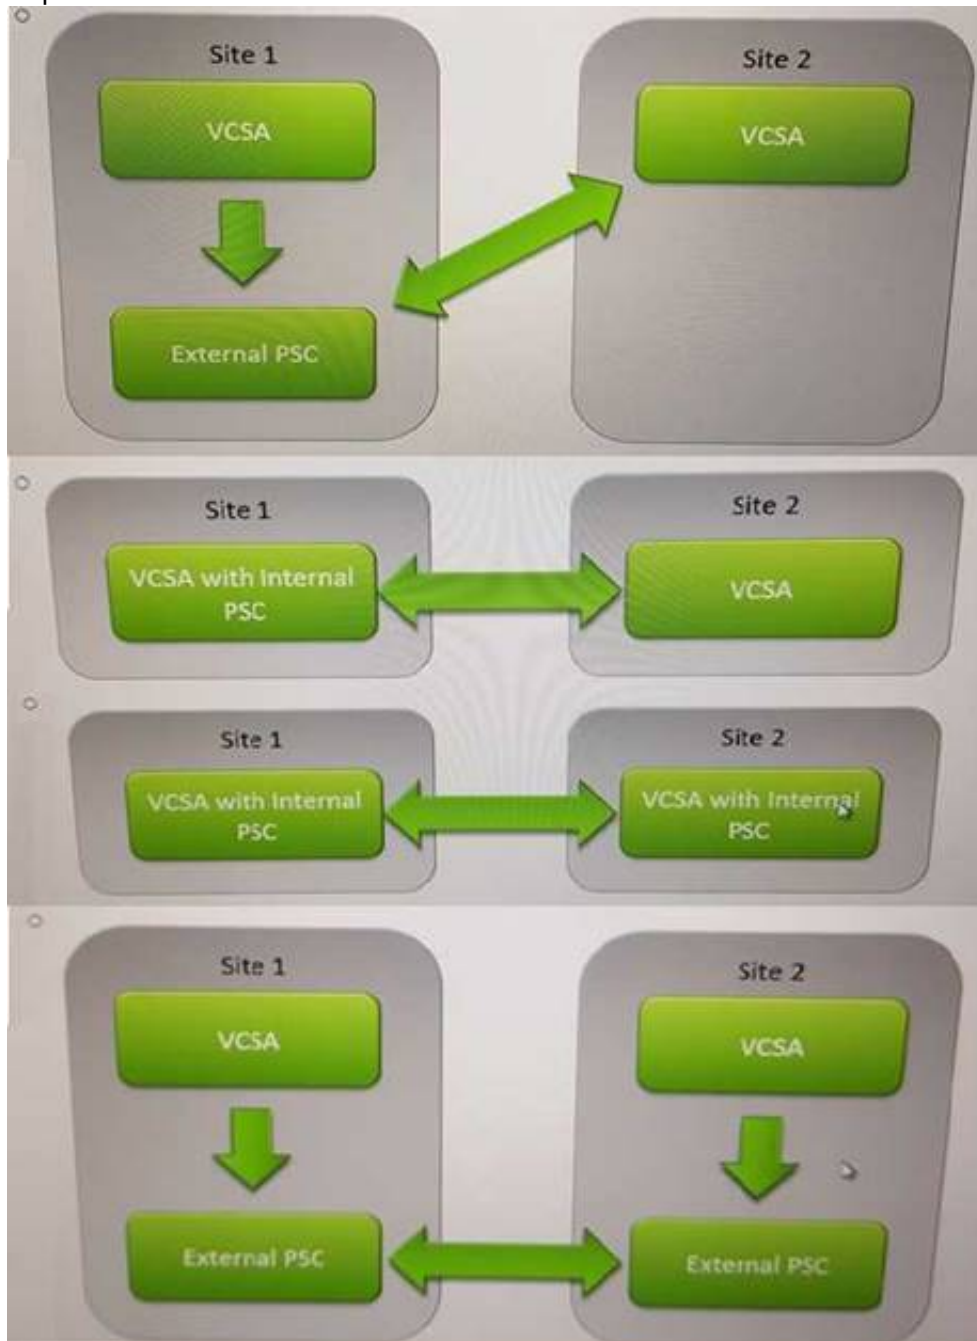 Site 1
Site 2
VCSA
VCSA
External PSC
Site 1
Site 2
VCSA with Internal
PSC
VCSA
Site 1
Site 2
VCSA with Internal
PSC
VCSA with Internal
PSC
Site 1
Site 2
VCSA
VCSA
External PSC
External PSC